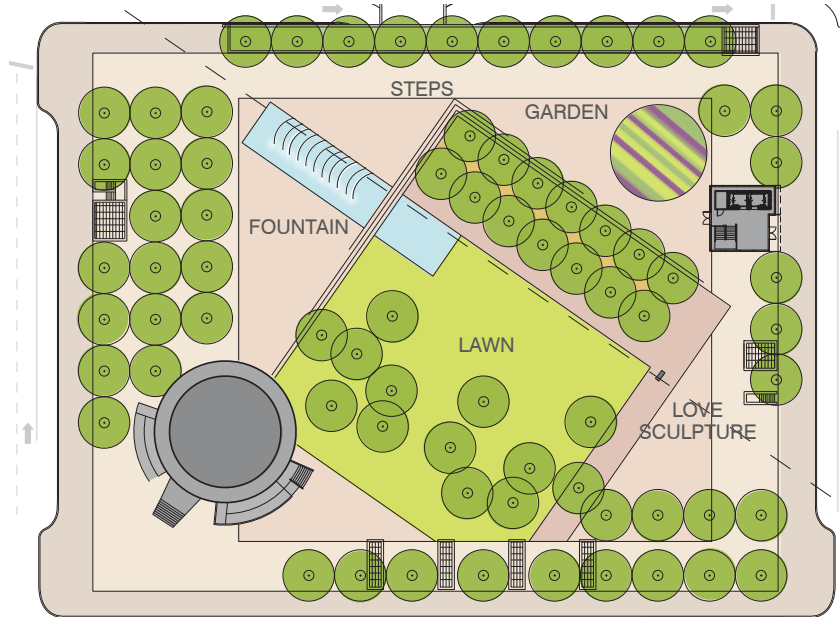 STEPS
GARDEN
FOUNTAIN
LAWN
LOVE
SCULPTURE